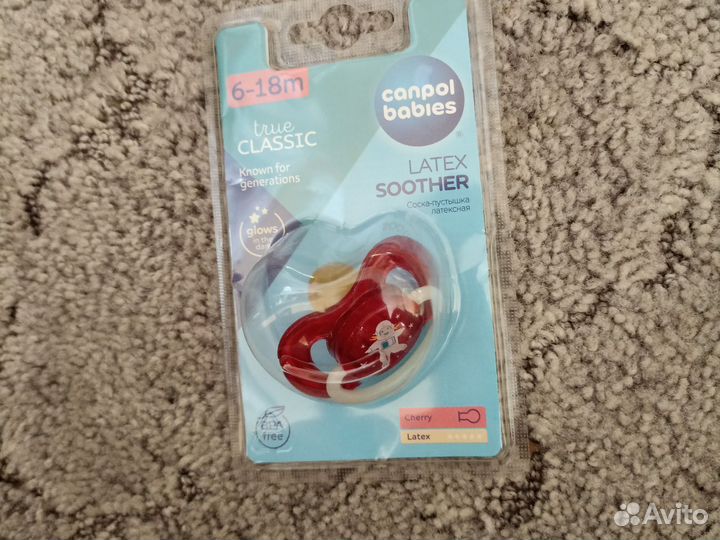 6-18m
canpol
babies
®
true
CLASSIC
Known for
generations
LATEX
SOOTHER
Соска-пустышка
латексная
glows
in the
dark
BPA
free
Cherry
Latex
Avito